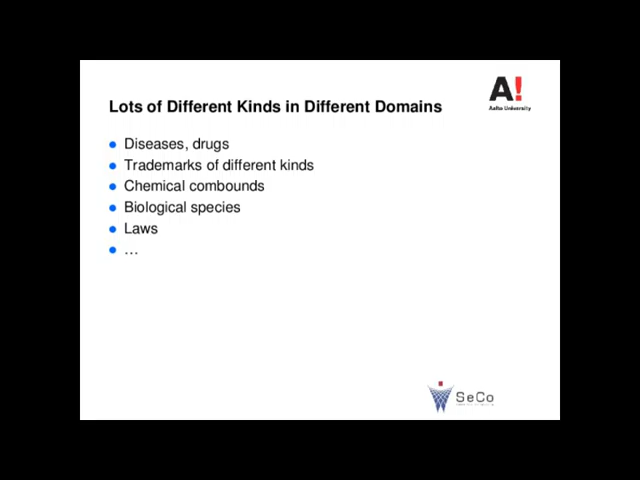 A!
Aalto University
Lots of Different Kinds in Different Domains
Diseases, drugs
Trademarks of different kinds
Chemical combounds
Biological species
Laws
...
SeCo